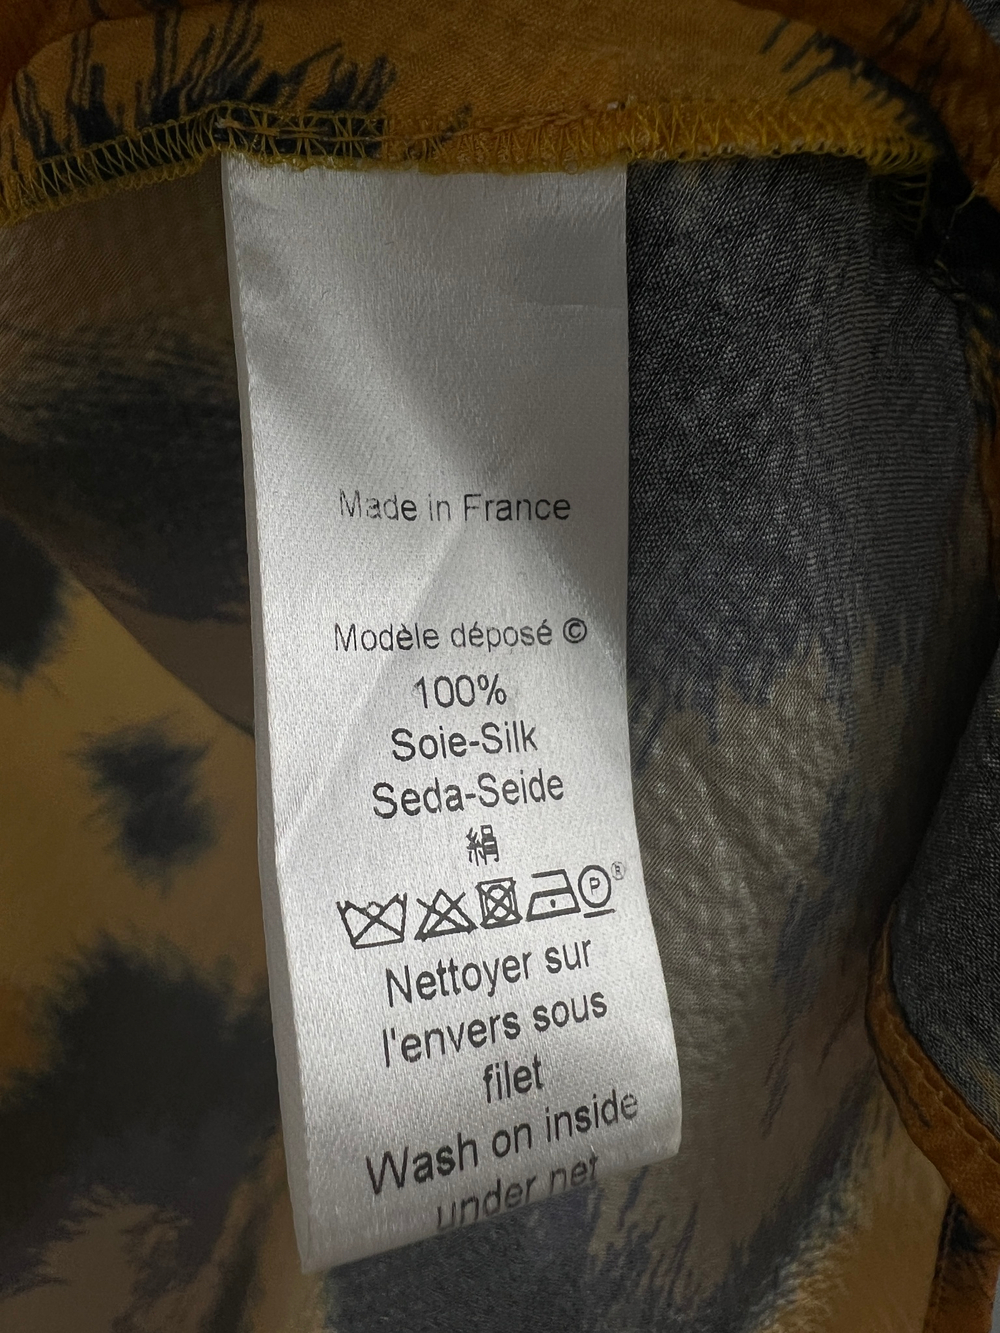 Made in France
Modèle déposé ©
100%
Soie-Silk
Seda-Seide
絹
P ®
Nettoyer sur
l'envers sous
filet
Wash on inside
under net